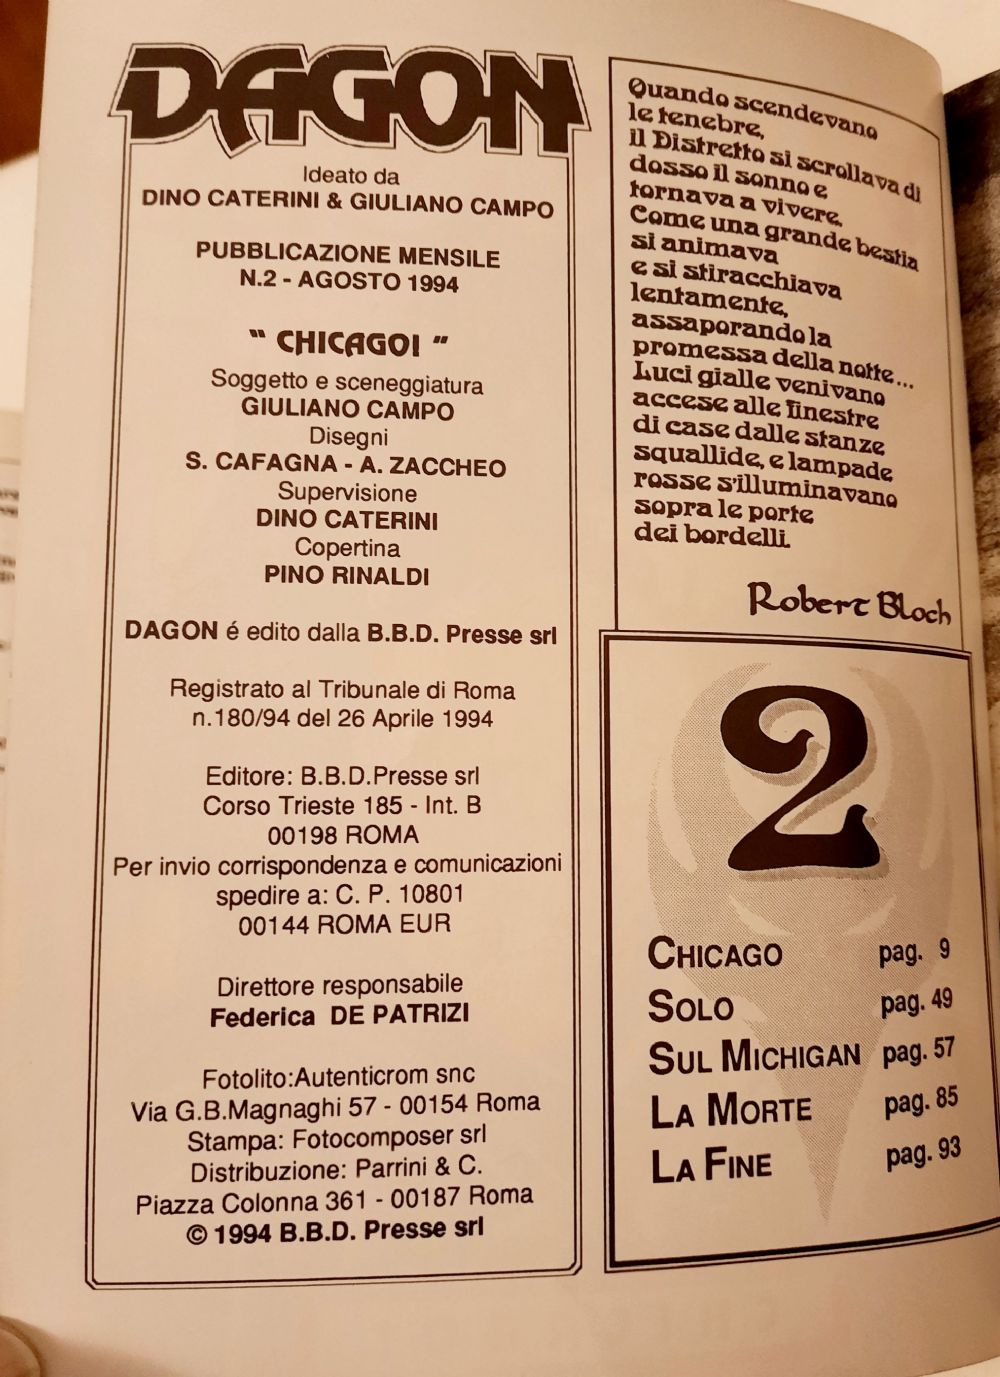 DAGON
Ideato da
DINO CATERINI & GIULIANO CAMPO
PUBBLICAZIONE MENSILE
N.2 - AGOSTO 1994
" CHICAGO! "
Soggetto e sceneggiatura
GIULIANO CAMPO
Disegni
S. CAFAGNA - A. ZACCHEO
Supervisione
DINO CATERINI
Copertina
PINO RINALDI
DAGON é edito dalla B.B.D. Presse srl
Registrato al Tribunale di Roma
n.180/94 del 26 Aprile 1994
Editore: B.B.D.Presse srl
Corso Trieste 185 - Int. B
00198 ROMA
Per invio corrispondenza e comunicazioni
spedire a: C. P. 10801
00144 ROMA EUR
Direttore responsabile
Federica DE PATRIZI
Fotolito:Autenticrom snc
Via G.B.Magnaghi 57 - 00154 Roma
Stampa: Fotocomposer srl
Distribuzione: Parrini & C.
Piazza Colonna 361 - 00187 Roma
© 1994 B.B.D. Presse srl
Quando scendevano
le tenebre,
il Distretto si scrollava di
dosso il sonno e
tornava a vivere.
Come una grande bestia
si animava
e si stiracchiava
lentamente,
assaporando la
promessa della notte...
Luci gialle venivano
accese alle finestre
di case dalle stanze
squallide, e lampade
rosse s'illuminavano
sopra le porte
dei bordelli.
Robert Bloch
2
CHICAGO pag. 9
SOLO pag. 49
SUL MICHIGAN pag. 57
LA MORTE pag. 85
LA FINE pag. 93